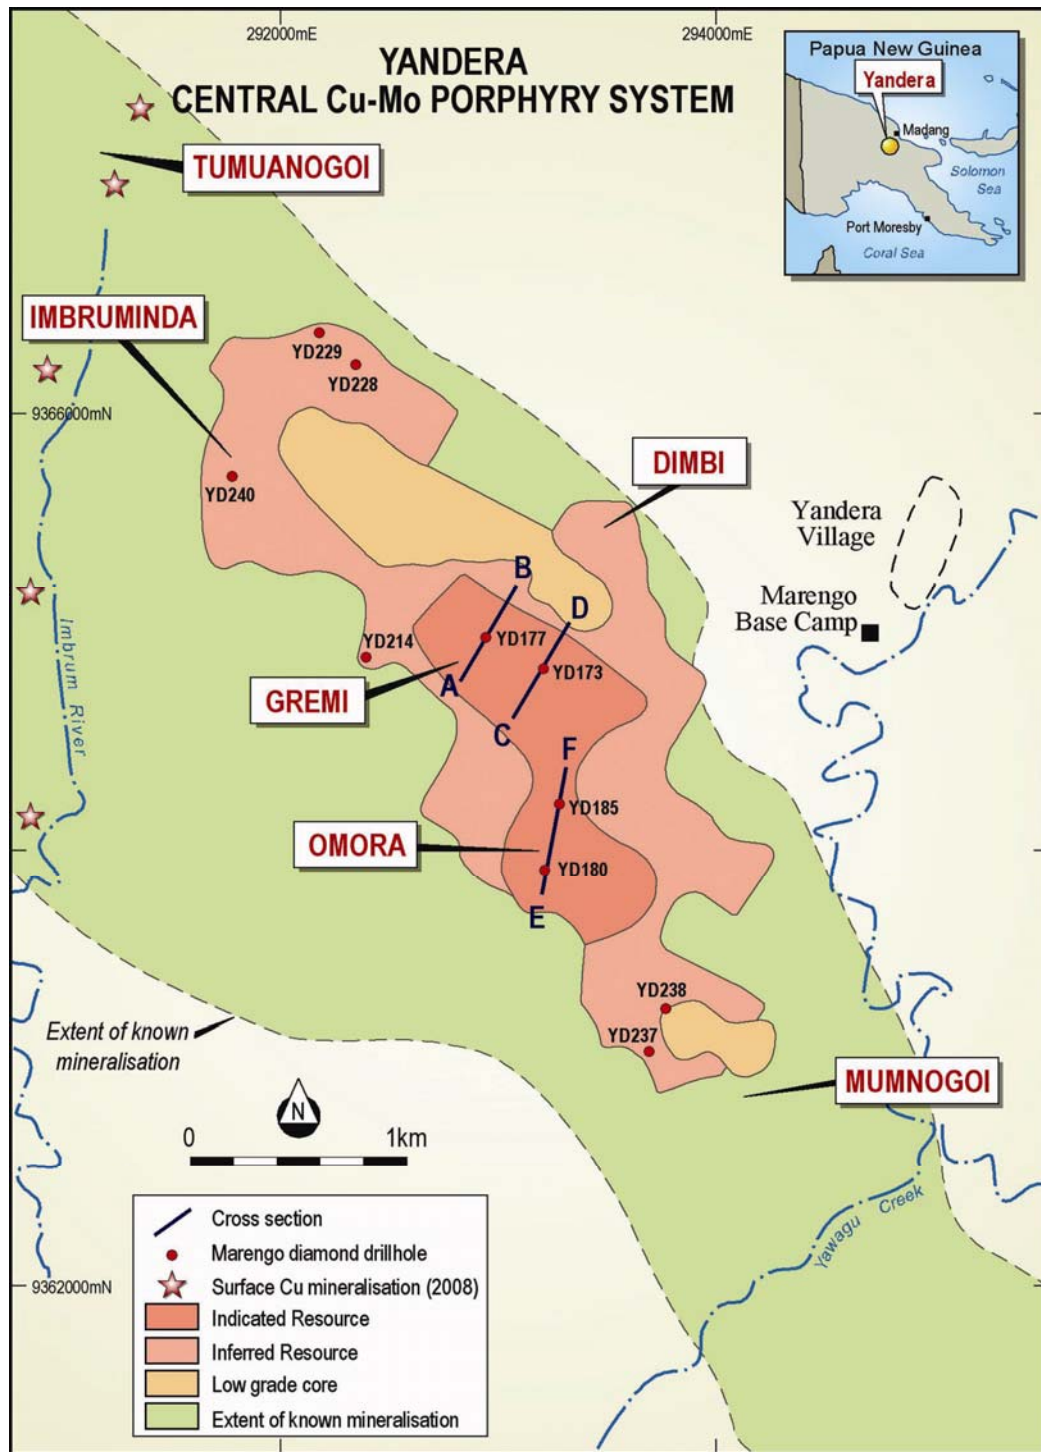 292000mE
294000mE
YANDERA
CENTRAL Cu-Mo PORPHYRY SYSTEM
Papua New Guinea
Yandera
Madang
Solomon
Sea
Port Moresby
Coral Sea
TUMUANOGOI
IMBRUMINDA
YD229
YD228
9366000mN
DIMBI
YD240
Yandera
Village
B
D
Marengo
Base Camp
YD214
YD177
YD173
A
GREMI
C
Imbrum River
F
YD185
OMORA
YD180
E
YD238
Extent of known
mineralisation
YD237
MUMNOGOI
N
0
1km
Yawagu Creek
9362000mN
Cross section
Marengo diamond drillhole
Surface Cu mineralisation (2008)
Indicated Resource
Inferred Resource
Low grade core
Extent of known mineralisation